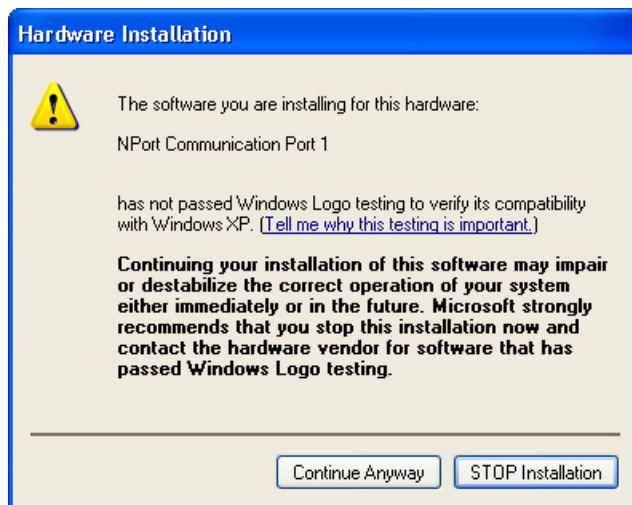 Hardware Installation
The software you are installing for this hardware:
NPort Communication Port 1
has not passed Windows Logo testing to verify its compatibility
with Windows XP. (Tell me why this testing is important.)
Continuing your installation of this software may impair
or destabilize the correct operation of your system
either immediately or in the future. Microsoft strongly
recommends that you stop this installation now and
contact the hardware vendor for software that has
passed Windows Logo testing.
Continue Anyway
STOP Installation